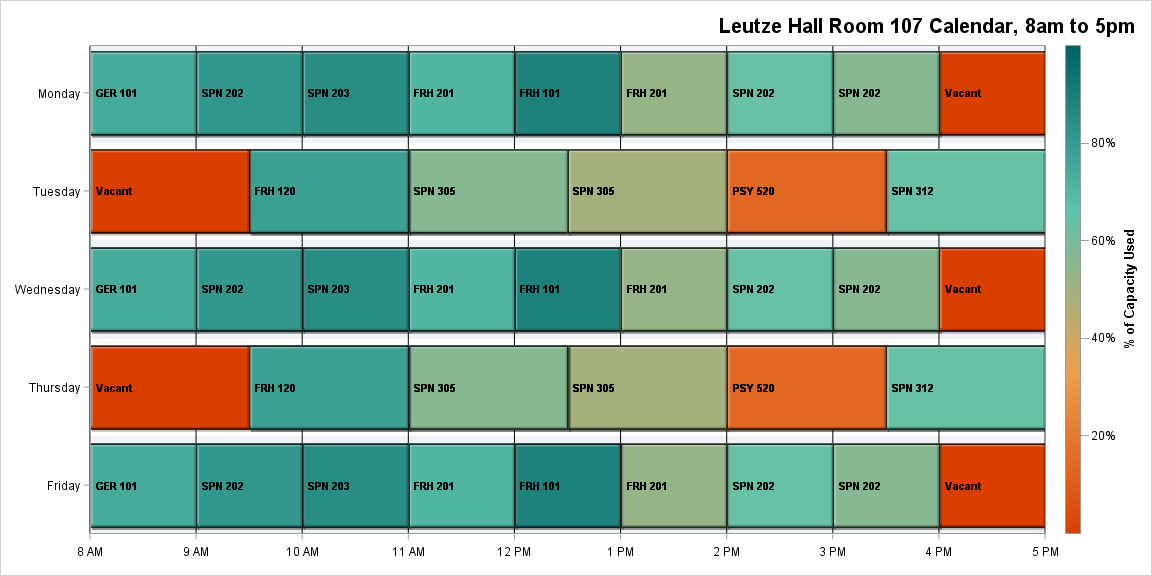 Leutze Hall Room 107 Calendar, 8am to 5pm
Monday
GER 101
SPN 202
SPN 203
FRH 201
FRH 101
FRH 201
SPN 202
SPN 202
Vacant
Tuesday
Vacant
FRH 120
SPN 305
SPN 305
PSY 520
SPN 312
Wednesday
GER 101
SPN 202
SPN 203
FRH 201
FRH 101
FRH 201
SPN 202
SPN 202
Vacant
Thursday
Vacant
FRH 120
SPN 305
SPN 305
PSY 520
SPN 312
Friday
GER 101
SPN 202
SPN 203
FRH 201
FRH 101
FRH 201
SPN 202
SPN 202
Vacant
8 AM
9 AM
10 AM
11 AM
12 PM
1 PM
2 PM
3 PM
4 PM
5 PM
80%
60%
40%
20%
% of Capacity Used